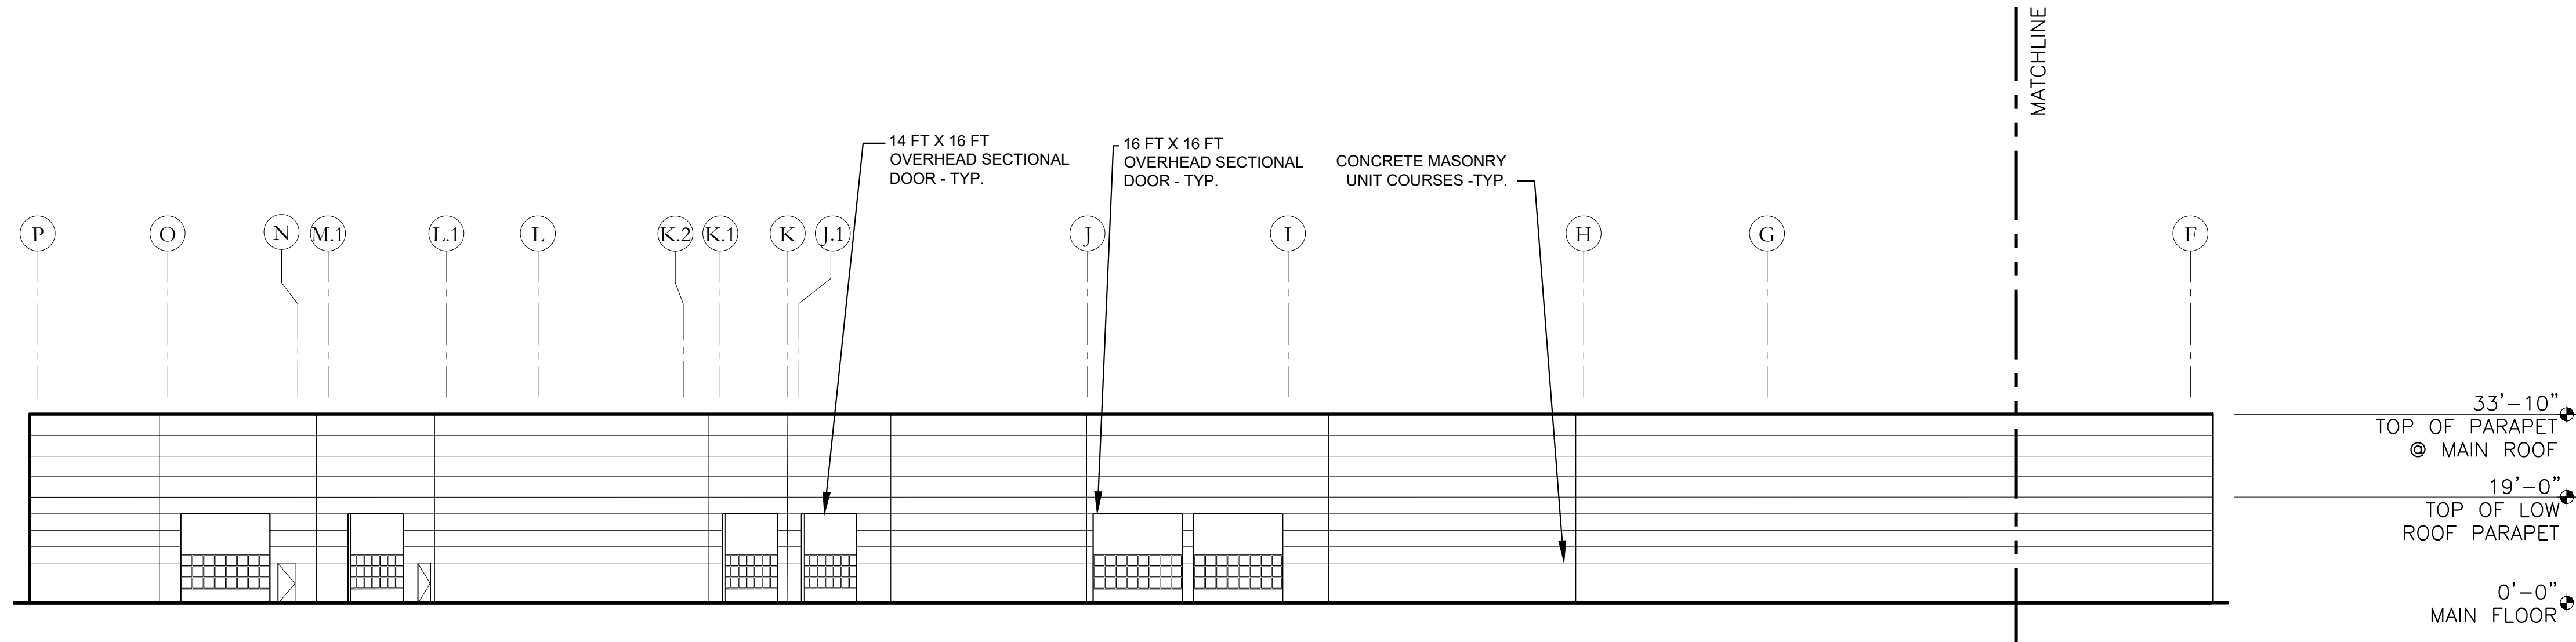 MATCHLINE
14 FT X 16 FT
OVERHEAD SECTIONAL
DOOR - TYP.
16 FT X 16 FT
OVERHEAD SECTIONAL
DOOR - TYP.
CONCRETE MASONRY
UNIT COURSES -TYP.
P
O
N
M.1
L.1
L
K.2
K.1
K
J.1
J
I
H
G
F
33'-10"
TOP OF PARAPET
@ MAIN ROOF
19'-0"
TOP OF LOW
ROOF PARAPET
0'-0"
MAIN FLOOR